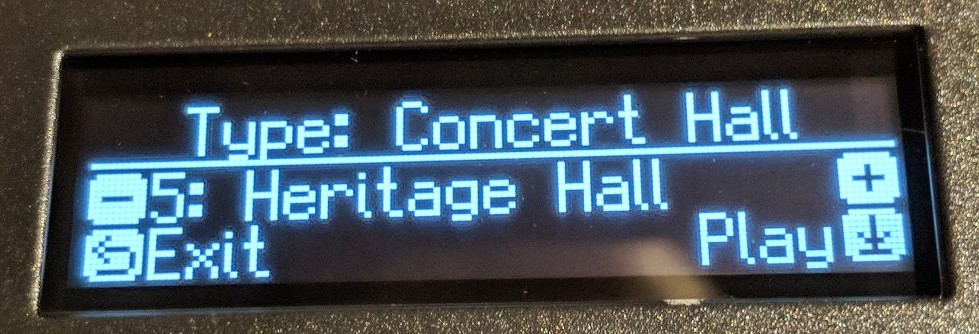 Type: Concert Hall
- 5: Heritage Hall +
Exit Play